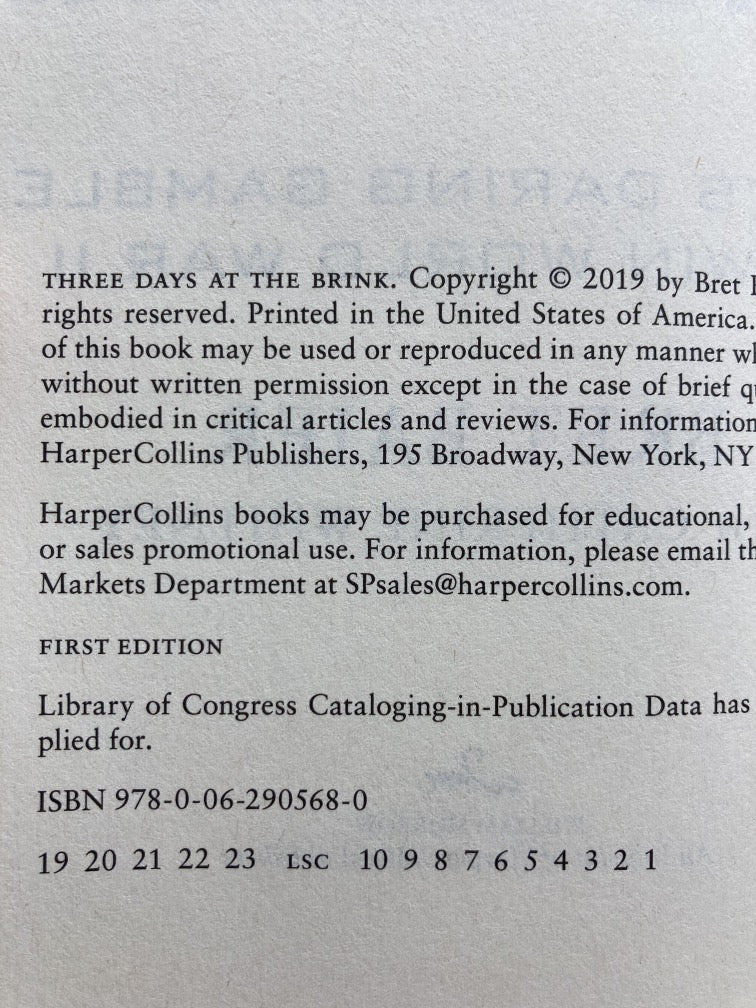 THREE DAYS AT THE BRINK. Copyright © 2019 by Bret
rights reserved. Printed in the United States of America.
of this book may be used or reproduced in any manner wh
without written permission except in the case of brief qu
embodied in critical articles and reviews. For information
HarperCollins Publishers, 195 Broadway, New York, NY
HarperCollins books may be purchased for educational,
or sales promotional use. For information, please email th
Markets Department at SPsales@harpercollins.com.
FIRST EDITION
Library of Congress Cataloging-in-Publication Data has
plied for.
ISBN 978-0-06-290568-0
19 20 21 22 23 LSC 10 9 8 7 6 5 4 3 2 1